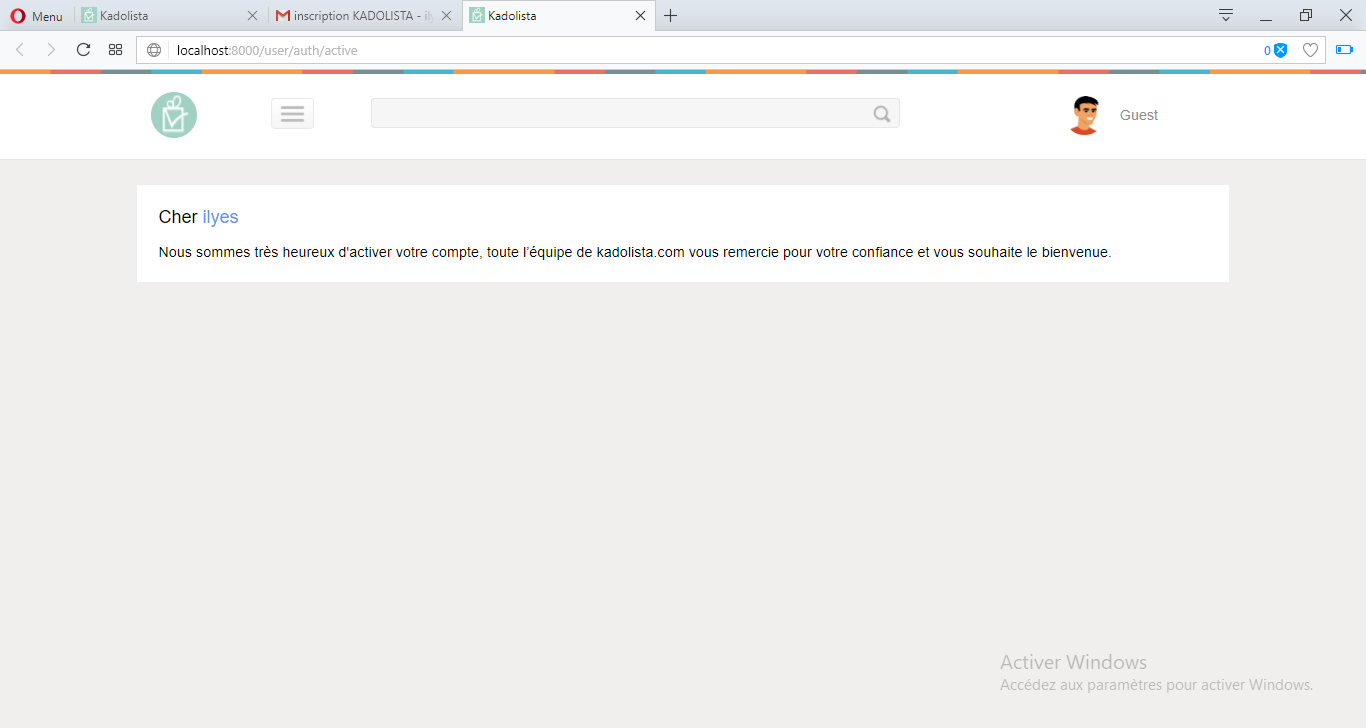 Menu
Kadolista
inscription KADOLISTA - il
Kadolista
localhost:8000/user/auth/active
0
Guest
Cher ilyes
Nous sommes très heureux d'activer votre compte, toute l'équipe de kadolista.com vous remercie pour votre confiance et vous souhaite le bienvenue.
Activer Windows
Accédez aux paramètres pour activer Windows.